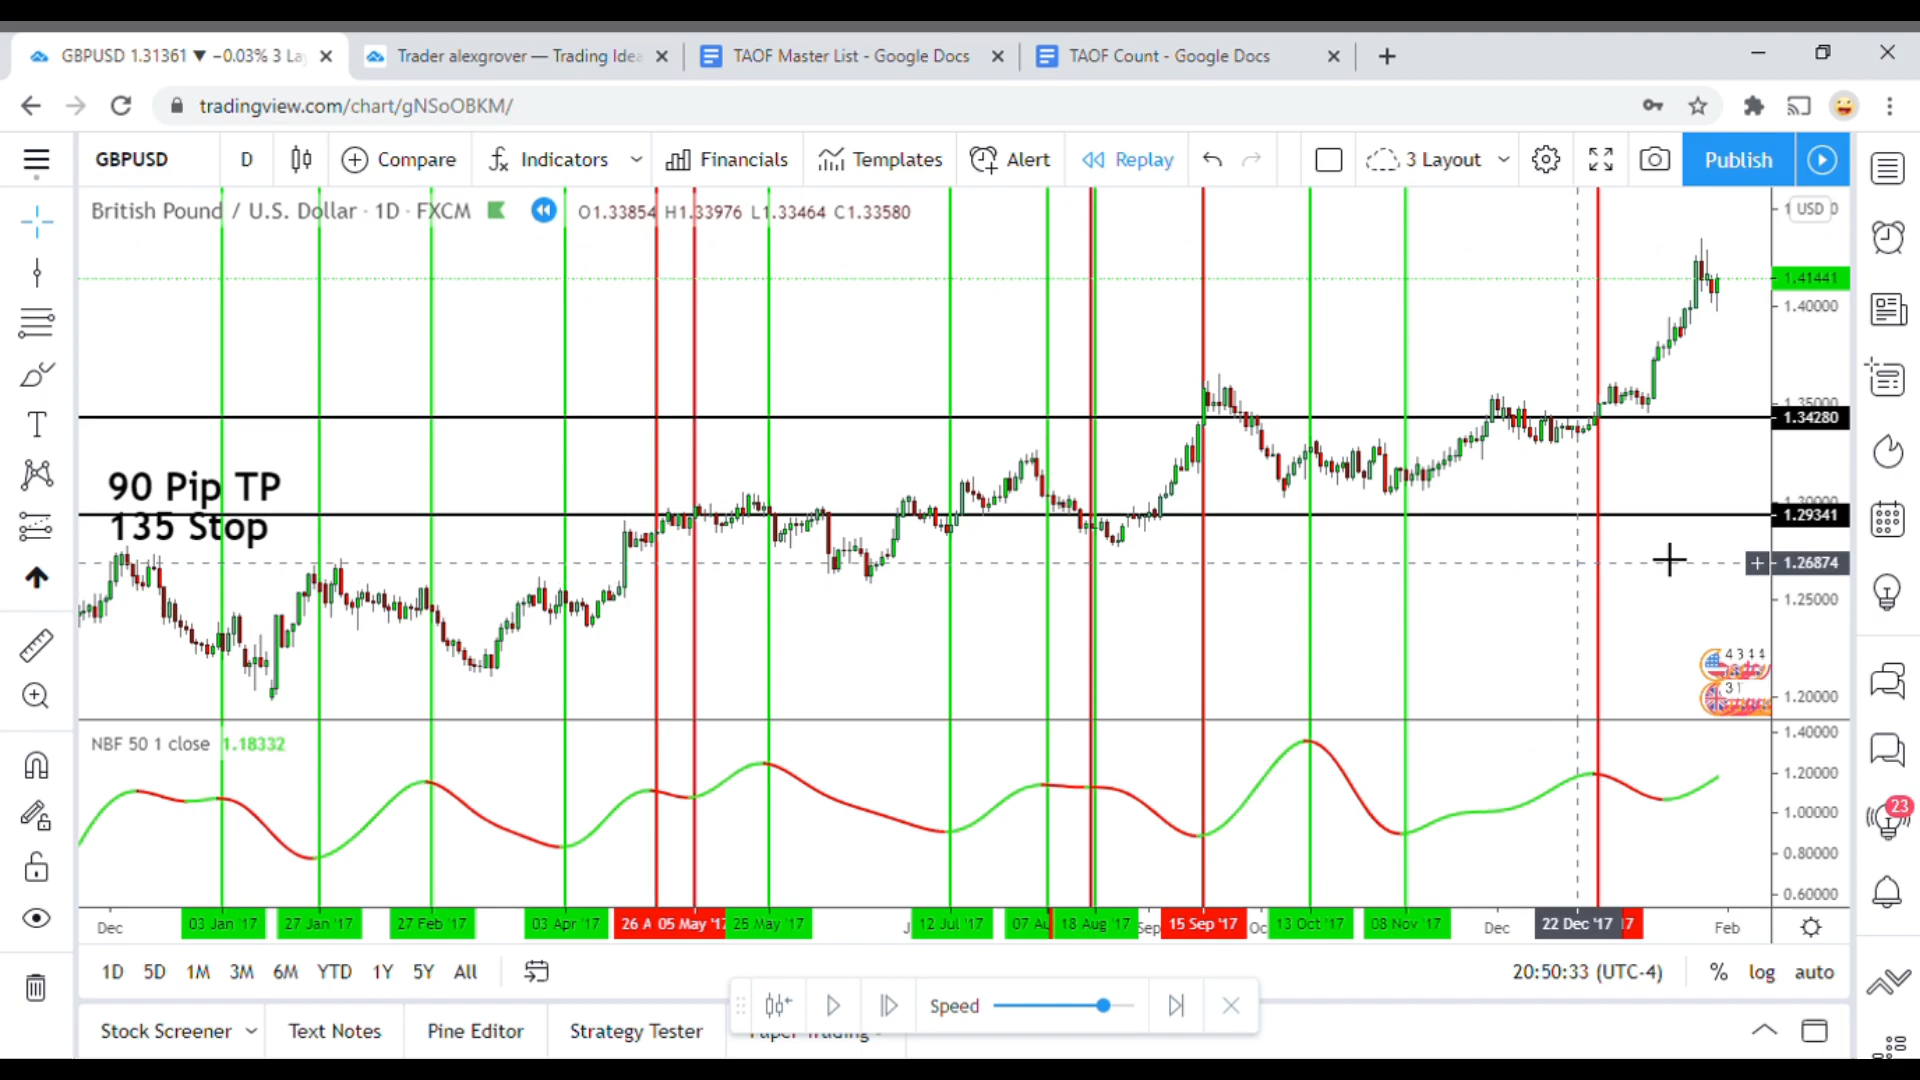 GBPUSD 1.31361 ▼ −0.03% 3 La
Trader alexgrover — Trading Idea
TAOF Master List - Google Docs
TAOF Count - Google Docs
tradingview.com/chart/gNSoOBKM/
GBPUSD D Compare Indicators Financials Templates Alert Replay 3 Layout Publish
British Pound / U.S. Dollar · 1D · FXCM O1.33854 H1.33976 L1.33464 C1.33580
USD
1.41441
1.40000
1.35000
1.34280
90 Pip TP
135 Stop
1.30000
1.29341
1.26874
1.25000
4 3 1 4
3 1
1.20000
NBF 50 1 close 1.18332
1.40000
1.20000
1.00000
0.80000
0.60000
Dec 03 Jan '17 27 Jan '17 27 Feb '17 03 Apr '17 26 A 05 May '17 25 May '17 J 12 Jul '17 07 Au 18 Aug '17 Sep 15 Sep '17 Oc 13 Oct '17 08 Nov '17 Dec 22 Dec '17 17 Feb
1D 5D 1M 3M 6M YTD 1Y 5Y All
20:50:33 (UTC-4) % log auto
Speed
Stock Screener Text Notes Pine Editor Strategy Tester Paper Trading
23